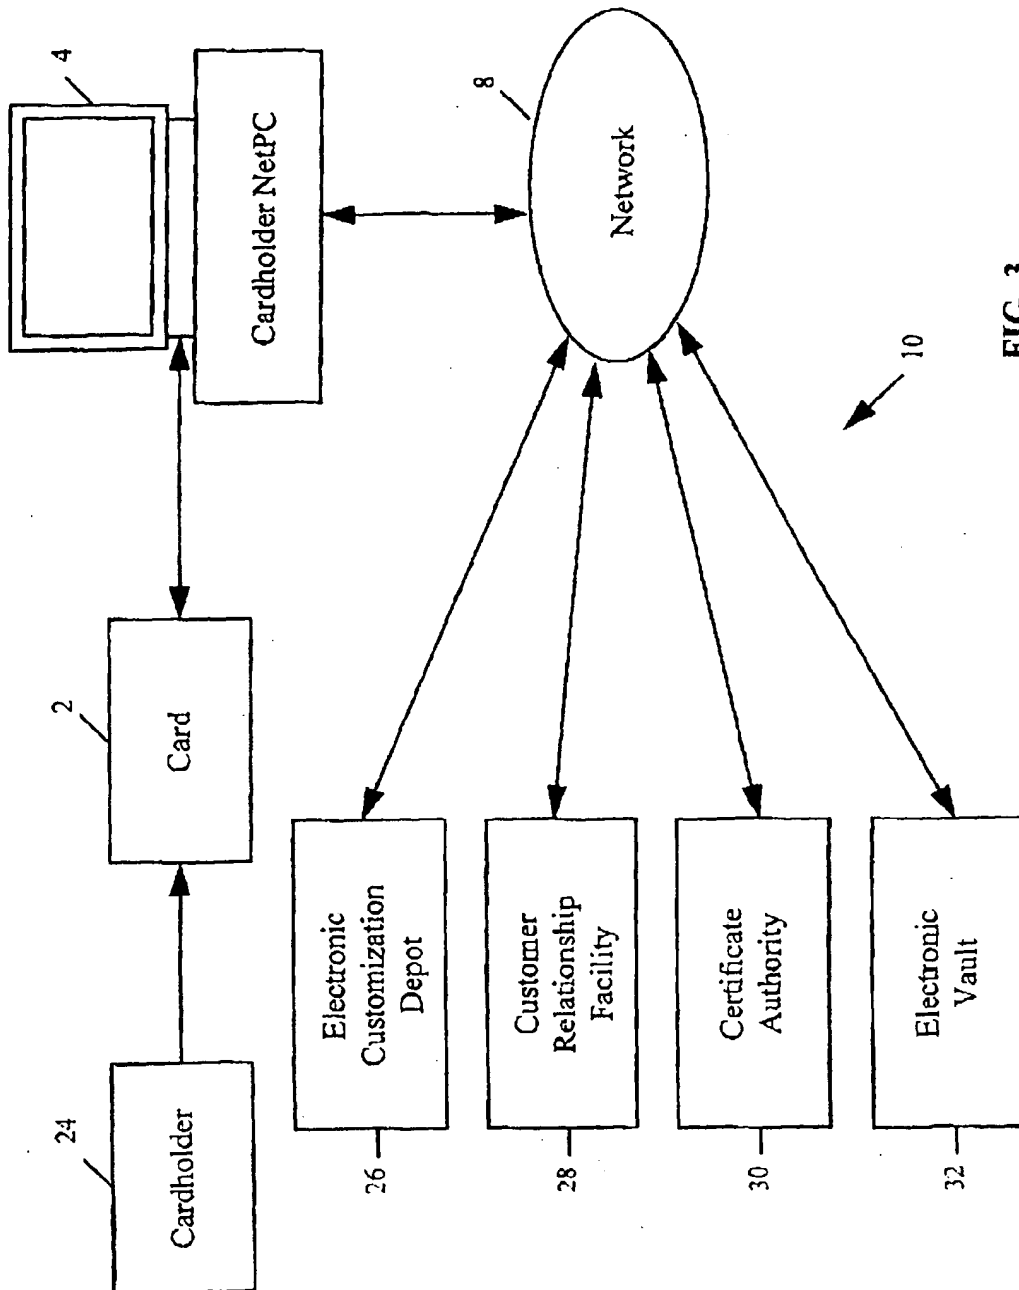 24
Cardholder
2
Card
4
Cardholder NetPC
26
Electronic
Customization
Depot
28
Customer
Relationship
Facility
30
Certificate
Authority
32
Electronic
Vault
8
Network
10
FIG.